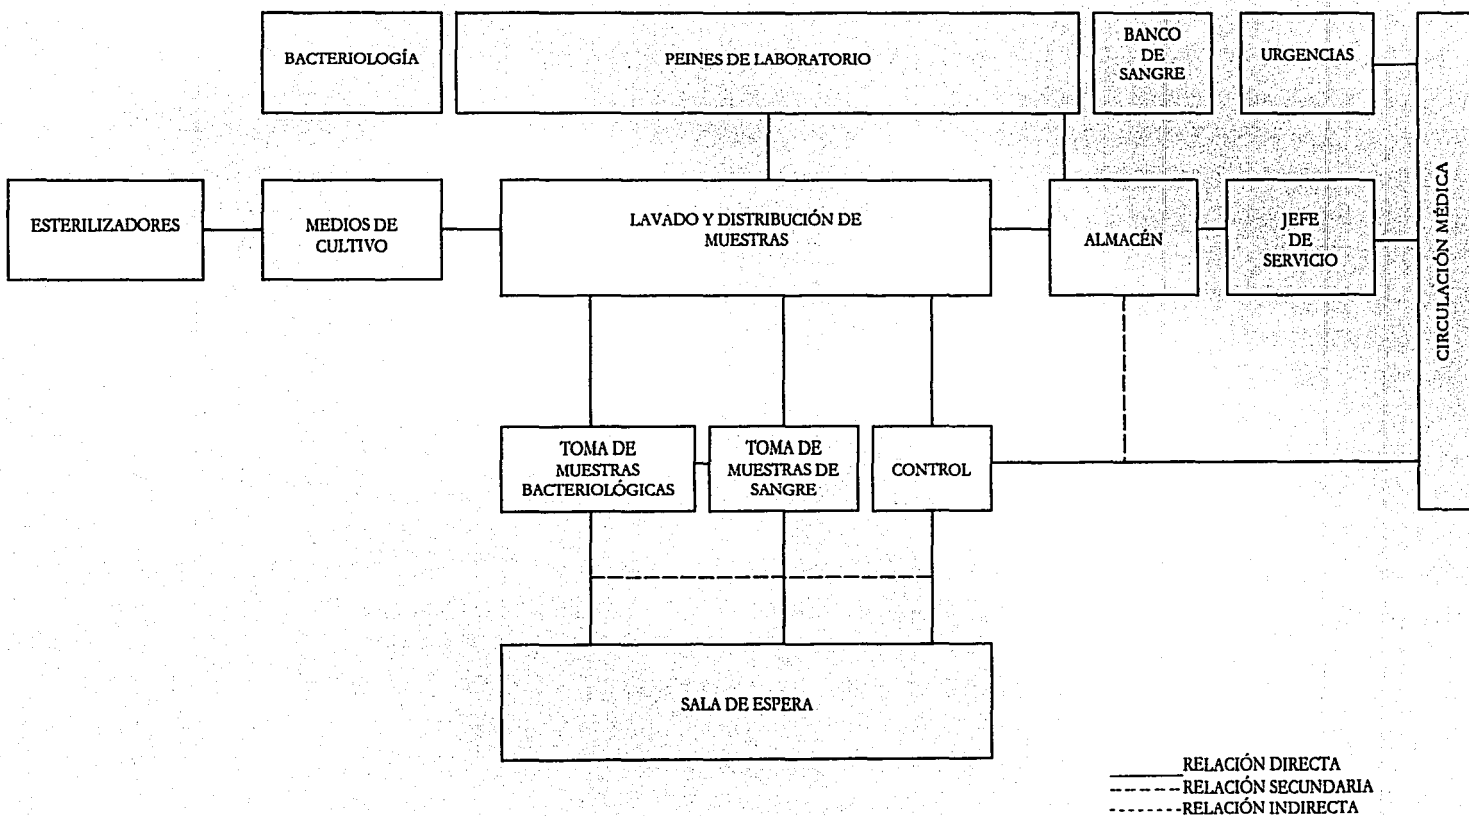 BACTERIOLOGÍA
PEINES DE LABORATORIO
BANCO
DE
SANGRE
URGENCIAS
ESTERILIZADORES
MEDIOS DE
CULTIVO
LAVADO Y DISTRIBUCIÓN DE
MUESTRAS
ALMACÉN
JEFE
DE
SERVICIO
CIRCULACIÓN MÉDICA
TOMA DE
MUESTRAS
BACTERIOLÓGICAS
TOMA DE
MUESTRAS DE
SANGRE
CONTROL
SALA DE ESPERA
RELACIÓN DIRECTA
RELACIÓN SECUNDARIA
RELACIÓN INDIRECTA